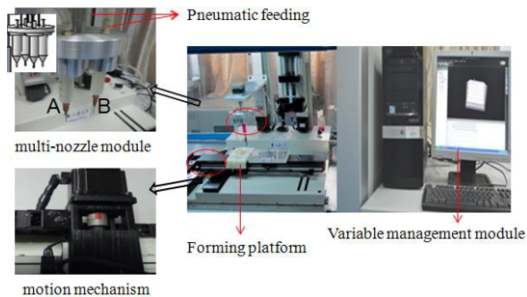 Pneumatic feeding
A B
multi-nozzle module
Forming platform
Variable management module
motion mechanism